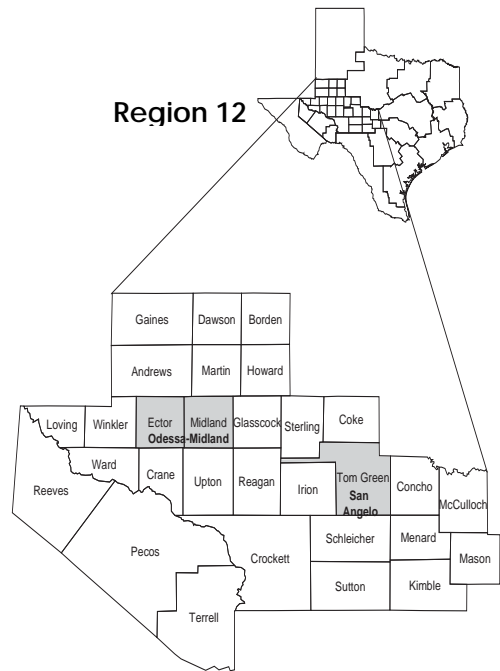 Region 12
Gaines Dawson Borden
Andrews Martin Howard
Loving Winkler Ector Midland Glasscock Sterling Coke
Odessa-Midland
Ward Crane Upton Reagan Irion Tom Green Concho McCulloch
San
Angelo
Reeves
Pecos Crockett Schleicher Menard Mason
Terrell Sutton Kimble